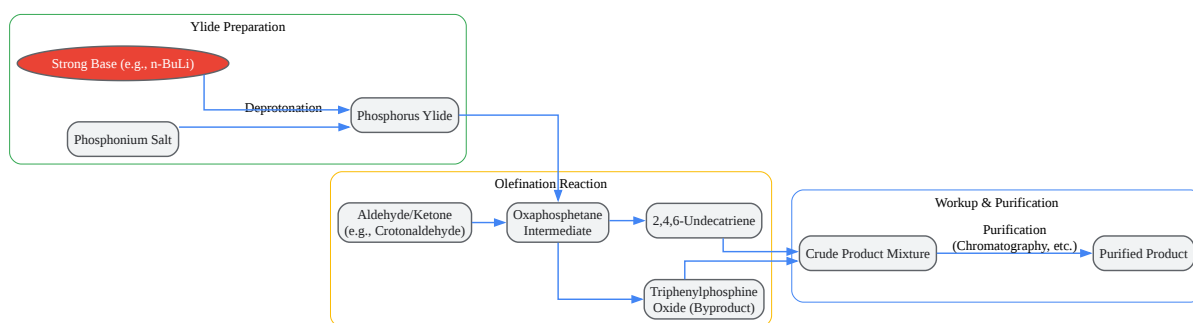 Ylide Preparation
Strong Base (e.g., n-BuLi)
Deprotonation
Phosphorus Ylide
Phosphonium Salt
Olefination Reaction
Aldehyde/Ketone
(e.g., Crotonaldehyde)
Oxaphosphetane
Intermediate
2,4,6-Undecatriene
Triphenylphosphine
Oxide (Byproduct)
Workup & Purification
Crude Product Mixture
Purification
(Chromatography, etc.)
Purified Product